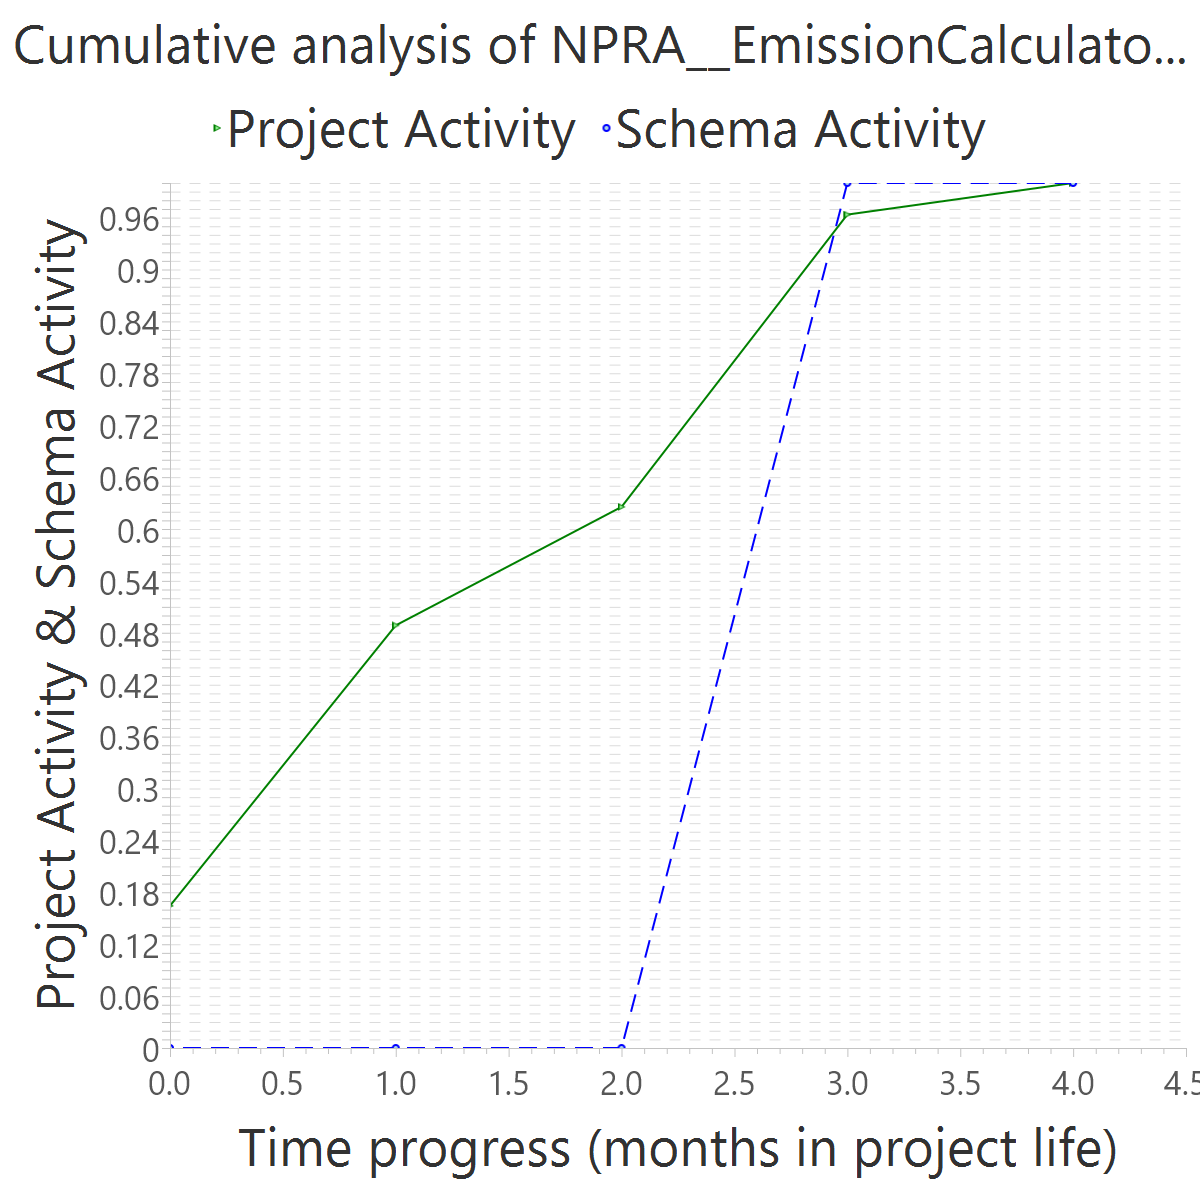 Cumulative analysis of NPRA__EmissionCalculato...
Project Activity
Schema Activity
Project Activity & Schema Activity
0.96
0.9
0.84
0.78
0.72
0.66
0.6
0.54
0.48
0.42
0.36
0.3
0.24
0.18
0.12
0.06
0
0.0 0.5 1.0 1.5 2.0 2.5 3.0 3.5 4.0 4.5
Time progress (months in project life)